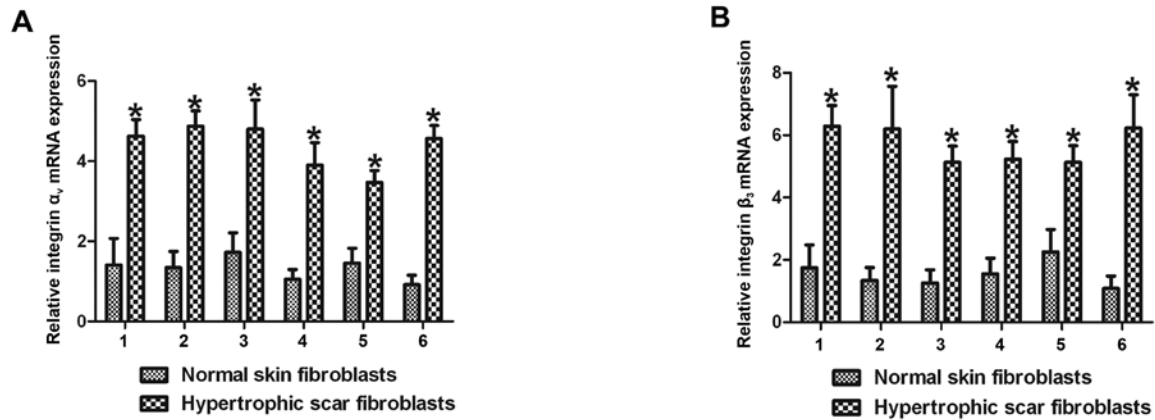 A
Relative integrin αv mRNA expression
6
4
2
0
* * * * * *
1 2 3 4 5 6
Normal skin fibroblasts
Hypertrophic scar fibroblasts
B
Relative integrin β3 mRNA expression
8
6
4
2
0
* * * * * *
1 2 3 4 5 6
Normal skin fibroblasts
Hypertrophic scar fibroblasts